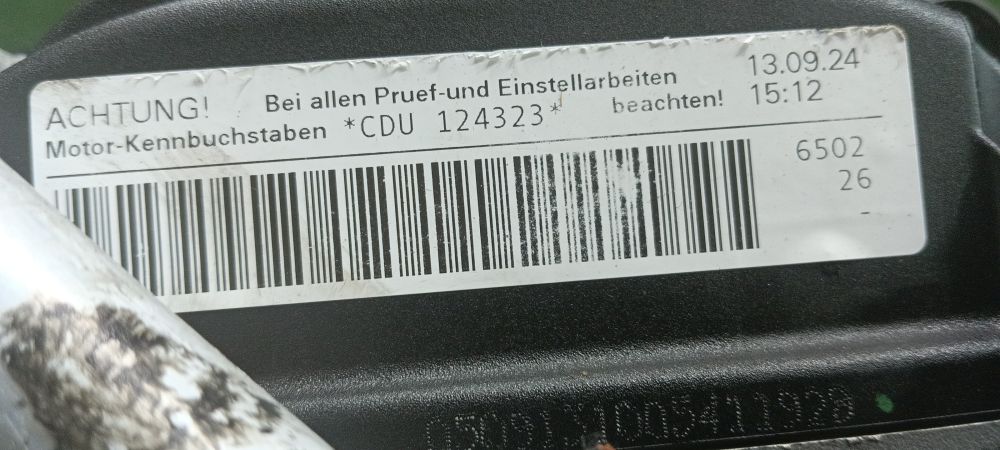 ACHTUNG! Bei allen Pruef-und Einstellarbeiten 13.09.24
Motor-Kennbuchstaben *CDU 124323* beachten! 15:12
6502
26
-